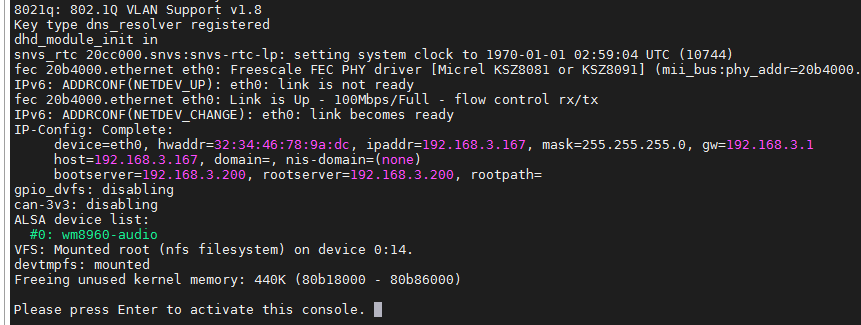 8021q: 802.1Q VLAN Support v1.8
Key type dns_resolver registered
dhd_module_init in
snvs_rtc 20cc000.snvs:snvs-rtc-lp: setting system clock to 1970-01-01 02:59:04 UTC (10744)
fec 20b4000.ethernet eth0: Freescale FEC PHY driver [Micrel KSZ8081 or KSZ8091] (mii_bus:phy_addr=20b4000.
IPv6: ADDRCONF(NETDEV_UP): eth0: link is not ready
fec 20b4000.ethernet eth0: Link is Up - 100Mbps/Full - flow control rx/tx
IPv6: ADDRCONF(NETDEV_CHANGE): eth0: link becomes ready
IP-Config: Complete:
     device=eth0, hwaddr=32:34:46:78:9a:dc, ipaddr=192.168.3.167, mask=255.255.255.0, gw=192.168.3.1
     host=192.168.3.167, domain=, nis-domain=(none)
     bootserver=192.168.3.200, rootserver=192.168.3.200, rootpath=
gpio_dvfs: disabling
can-3v3: disabling
ALSA device list:
  #0: wm8960-audio
VFS: Mounted root (nfs filesystem) on device 0:14.
devtmpfs: mounted
Freeing unused kernel memory: 440K (80b18000 - 80b86000)
Please press Enter to activate this console.